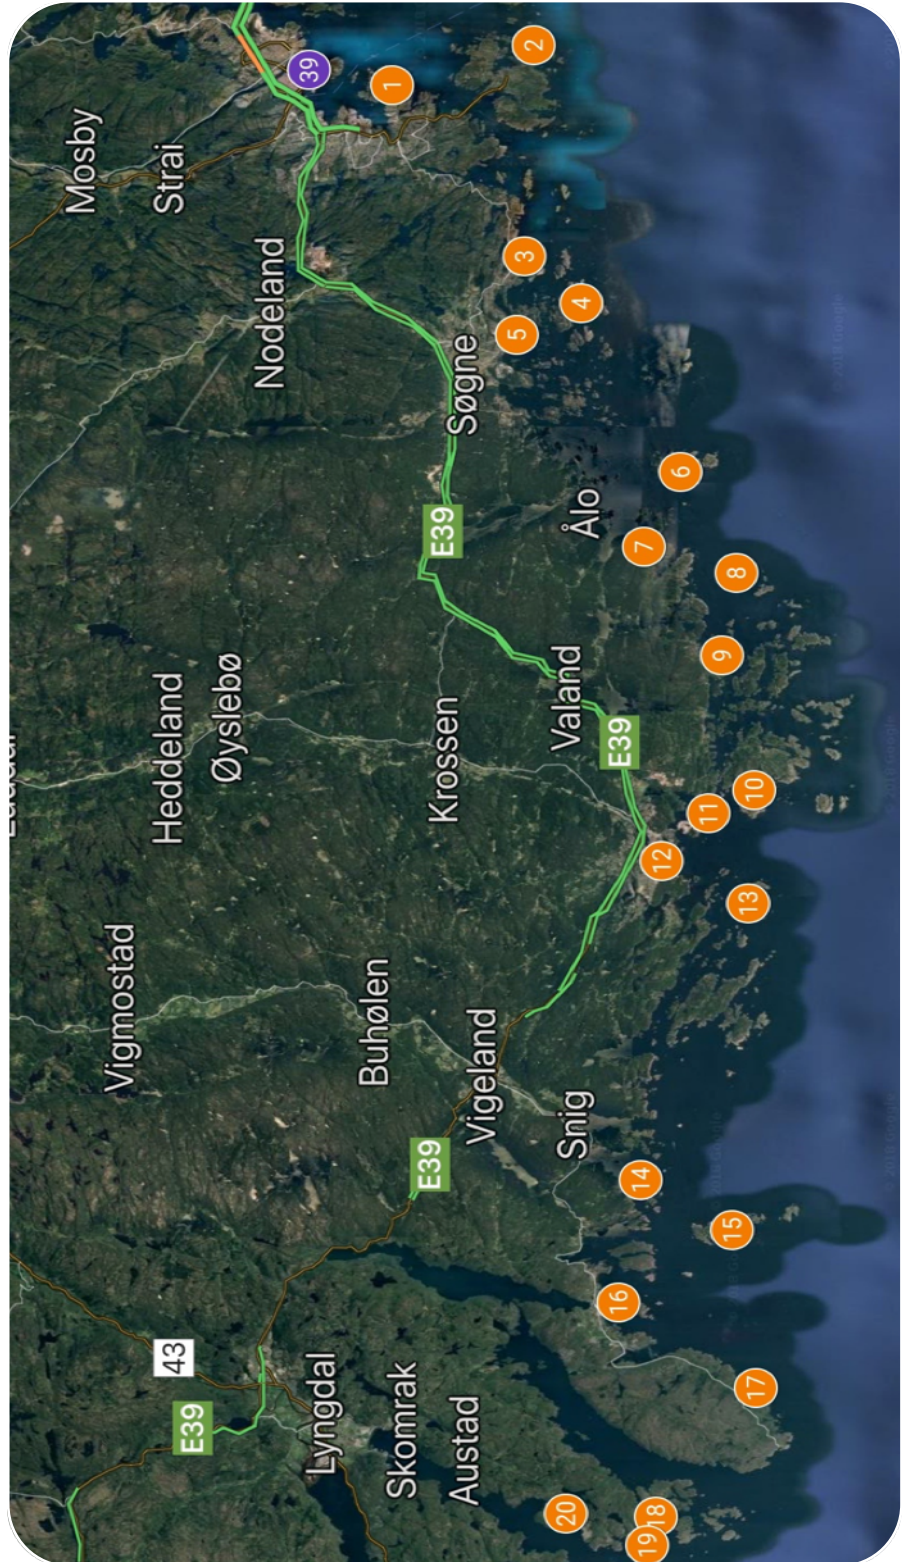 Mosby
Vigmostad
43
Heddeland
Strai
E39
Øyslebø
Nodeland
39
Lyngdal
Buhølen
1
Skomrak
E39
Krossen
E39
Austad
Søgne
Vigeland
5
3
2
20
Snig
Valand
Ålo
4
16
E39
14
7
19
18
12
6
11
9
15
8
13
10
17